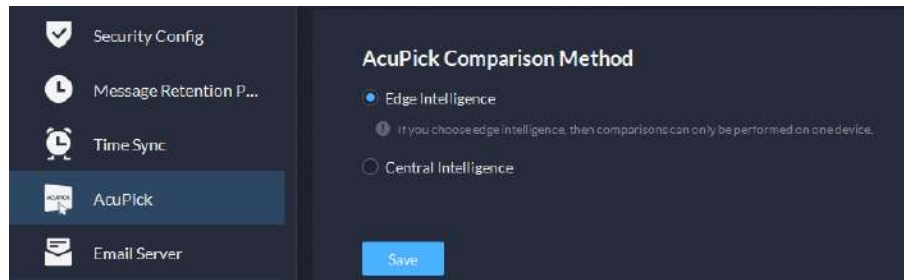 Security Config
Message Retention P...
Time Sync
AcuPick
Email Server
AcuPick Comparison Method
Edge Intelligence
If you choose edge intelligence, then comparisons can only be performed on one device.
Central Intelligence
Save